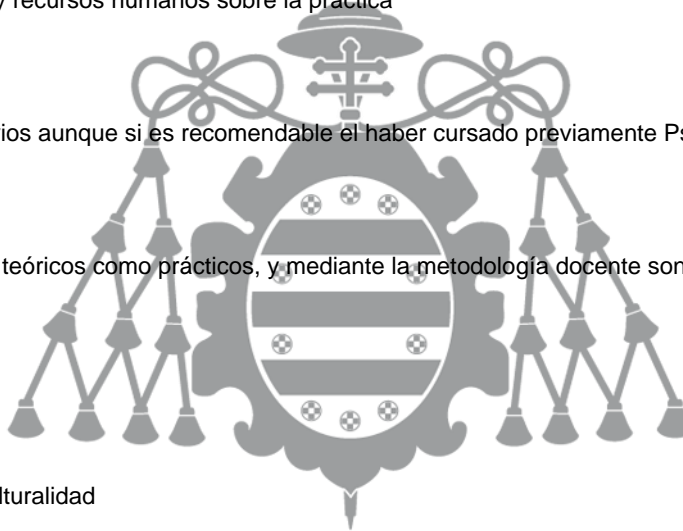 y recursos humanos sobre la práctica
ios aunque si es recomendable el haber cursado previamente Ps
teóricos como prácticos, y mediante la metodología docente son
lturalidad